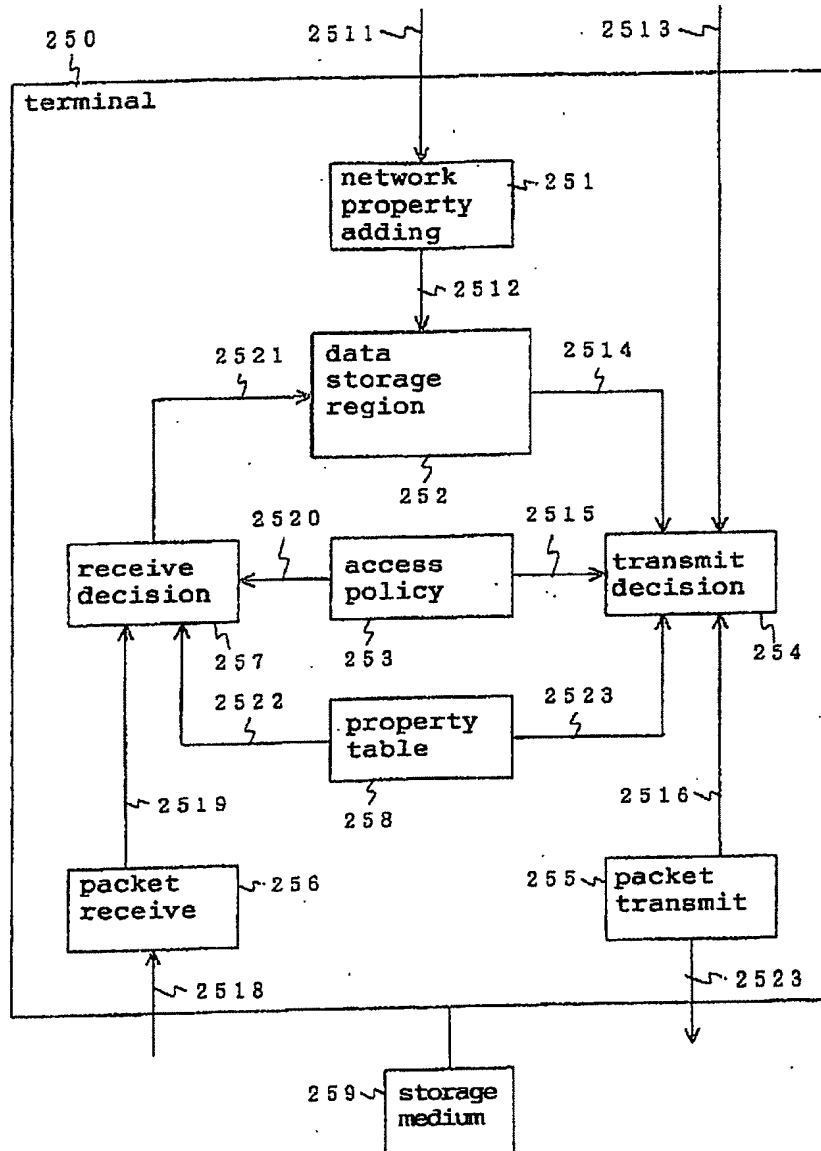 250
2511
2513
terminal
network
property
adding
251
2512
2521
data
storage
region
2514
252
2520
2515
receive
decision
access
policy
transmit
decision
257
253
254
2522
property
table
2523
2519
258
2516
packet
receive
256
255
packet
transmit
2518
2523
259
storage
medium